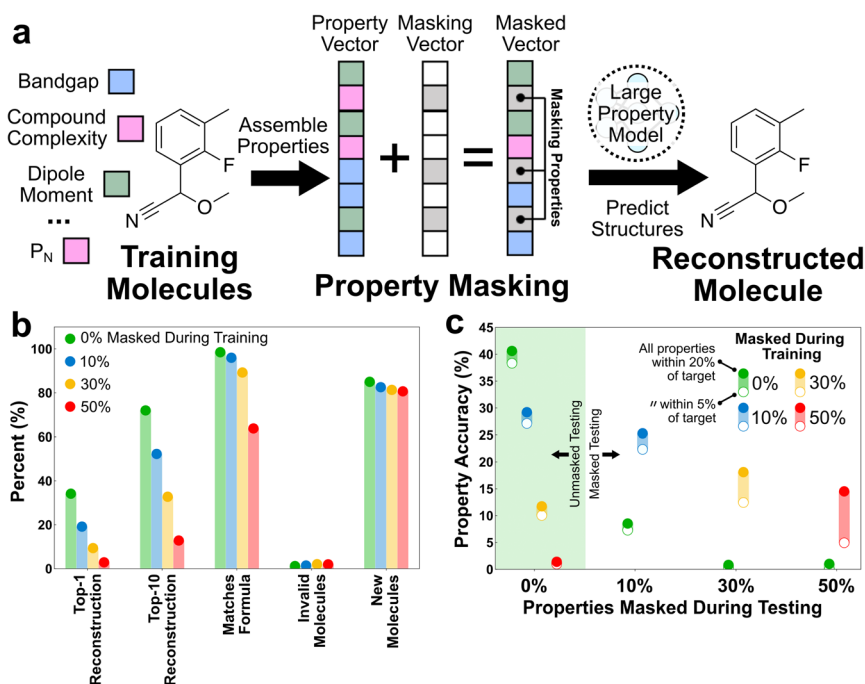 a
Property
Vector
Masking
Vector
Masked
Vector
Bandgap
Compound
Complexity
Dipole
Moment
...
P_N
F
N
O
Training
Molecules
Assemble
Properties
+
=
Masking Properties
Property Masking
Large
Property
Model
Predict
Structures
F
N
O
Reconstructed
Molecule
b
0% Masked During Training
10%
30%
50%
Percent (%)
100
80
60
40
20
0
Top-1
Reconstruction
Top-10
Reconstruction
Matches
Formula
Invalid
Molecules
New
Molecules
c
Property Accuracy (%)
45
40
35
30
25
20
15
10
5
0
Unmasked Testing
Masked Testing
All properties
within 20%
of target
" within 5%
of target
Masked During
Training
0%
30%
10%
50%
0%
10%
30%
50%
Properties Masked During Testing